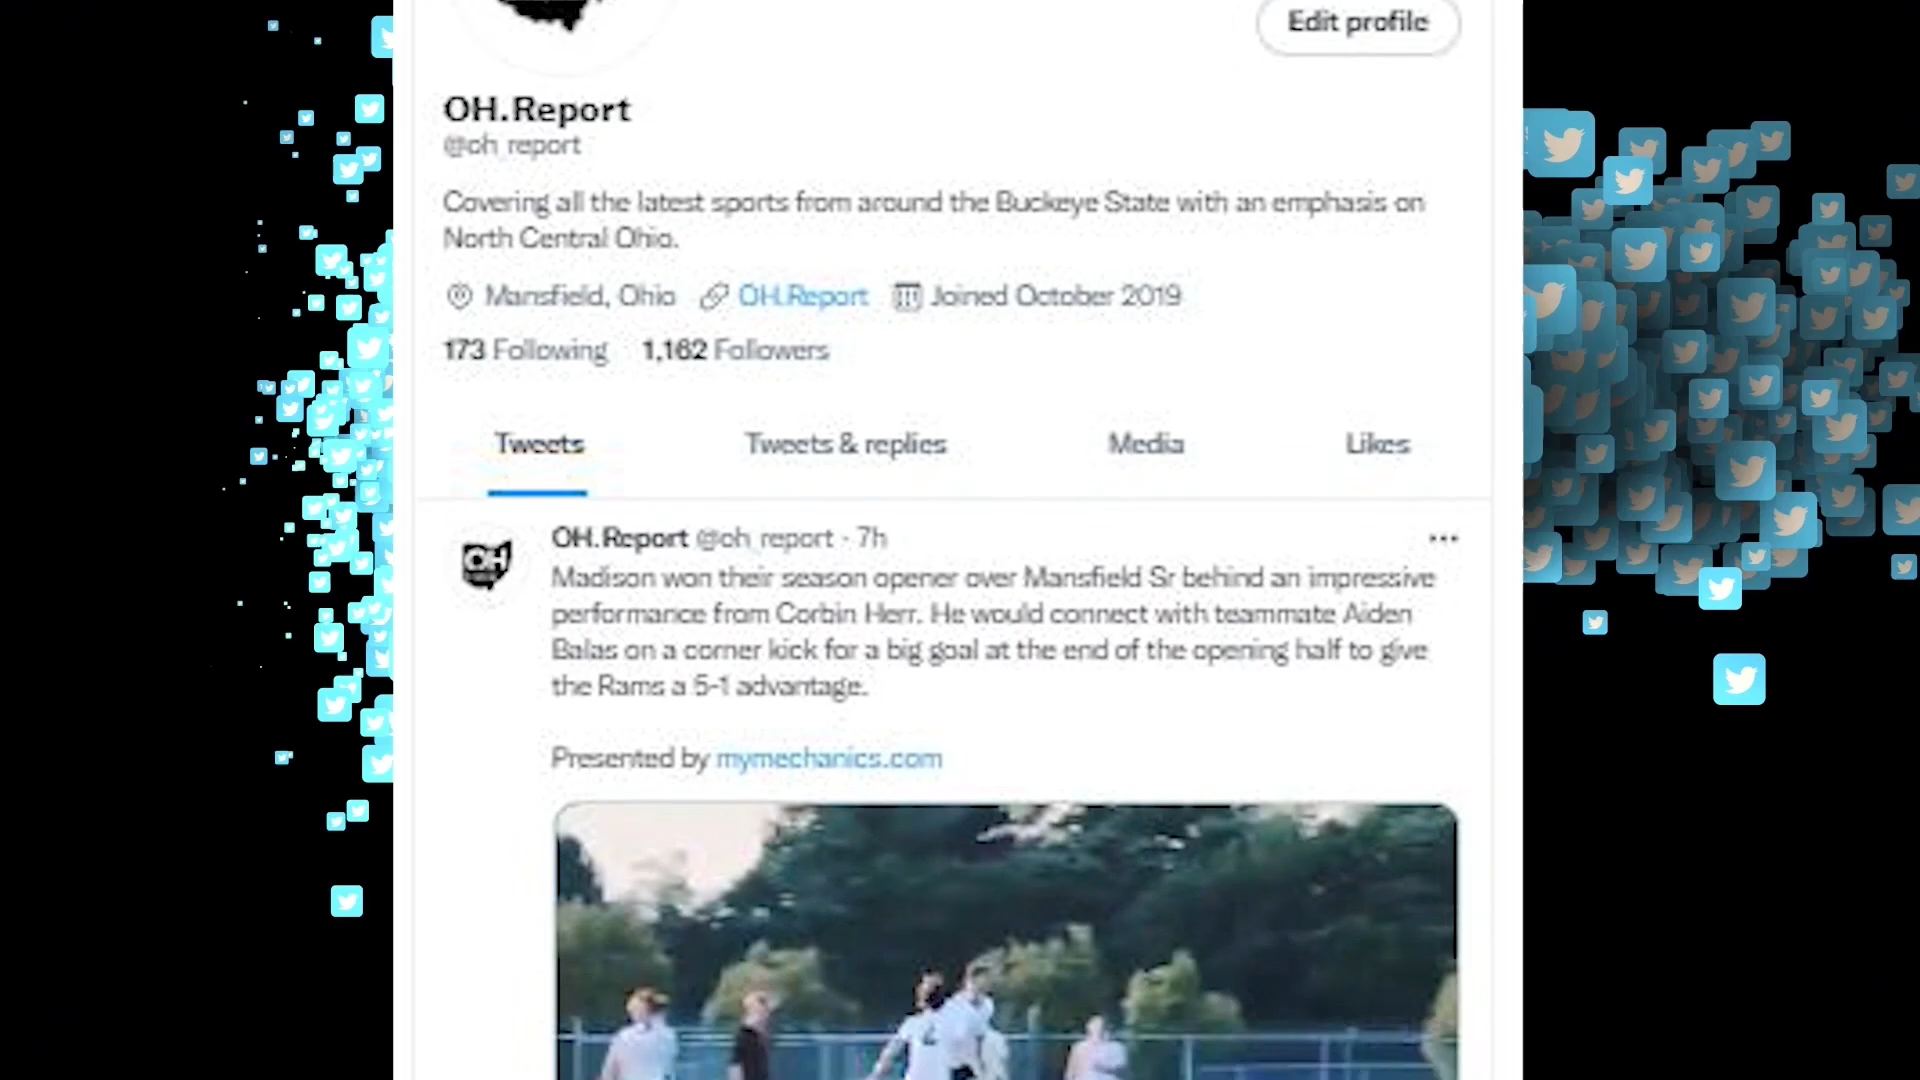 Edit profile
OH.Report
@oh_report
Covering all the latest sports from around the Buckeye State with an emphasis on
North Central Ohio.
Mansfield, Ohio OH.Report Joined October 2019
173 Following 1,162 Followers
Tweets Tweets & replies Media Likes
OH.Report @oh_report · 7h
OH
Madison won their season opener over Mansfield Sr behind an impressive
performance from Corbin Herr. He would connect with teammate Aiden
Balas on a corner kick for a big goal at the end of the opening half to give
the Rams a 5-1 advantage.
Presented by mymechanics.com